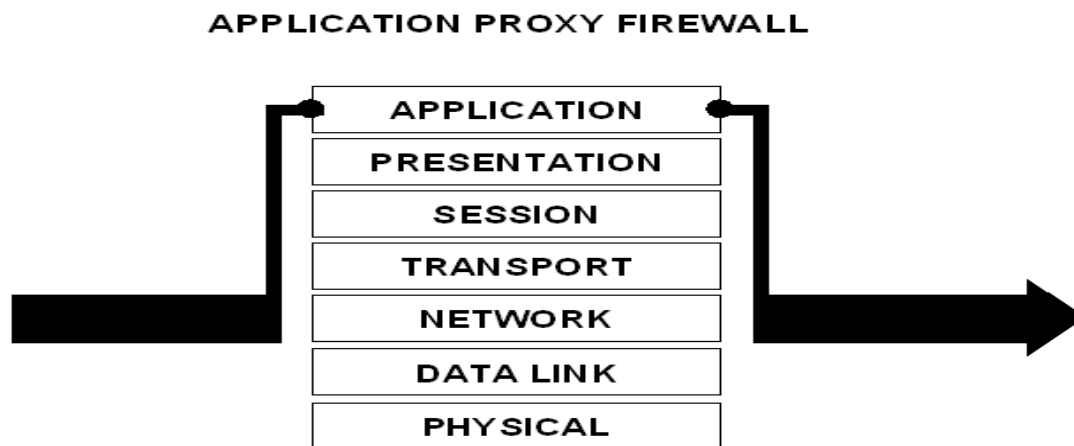 APPLICATION PROXY FIREWALL
APPLICATION
PRESENTATION
SESSION
TRANSPORT
NETWORK
DATA LINK
PHYSICAL